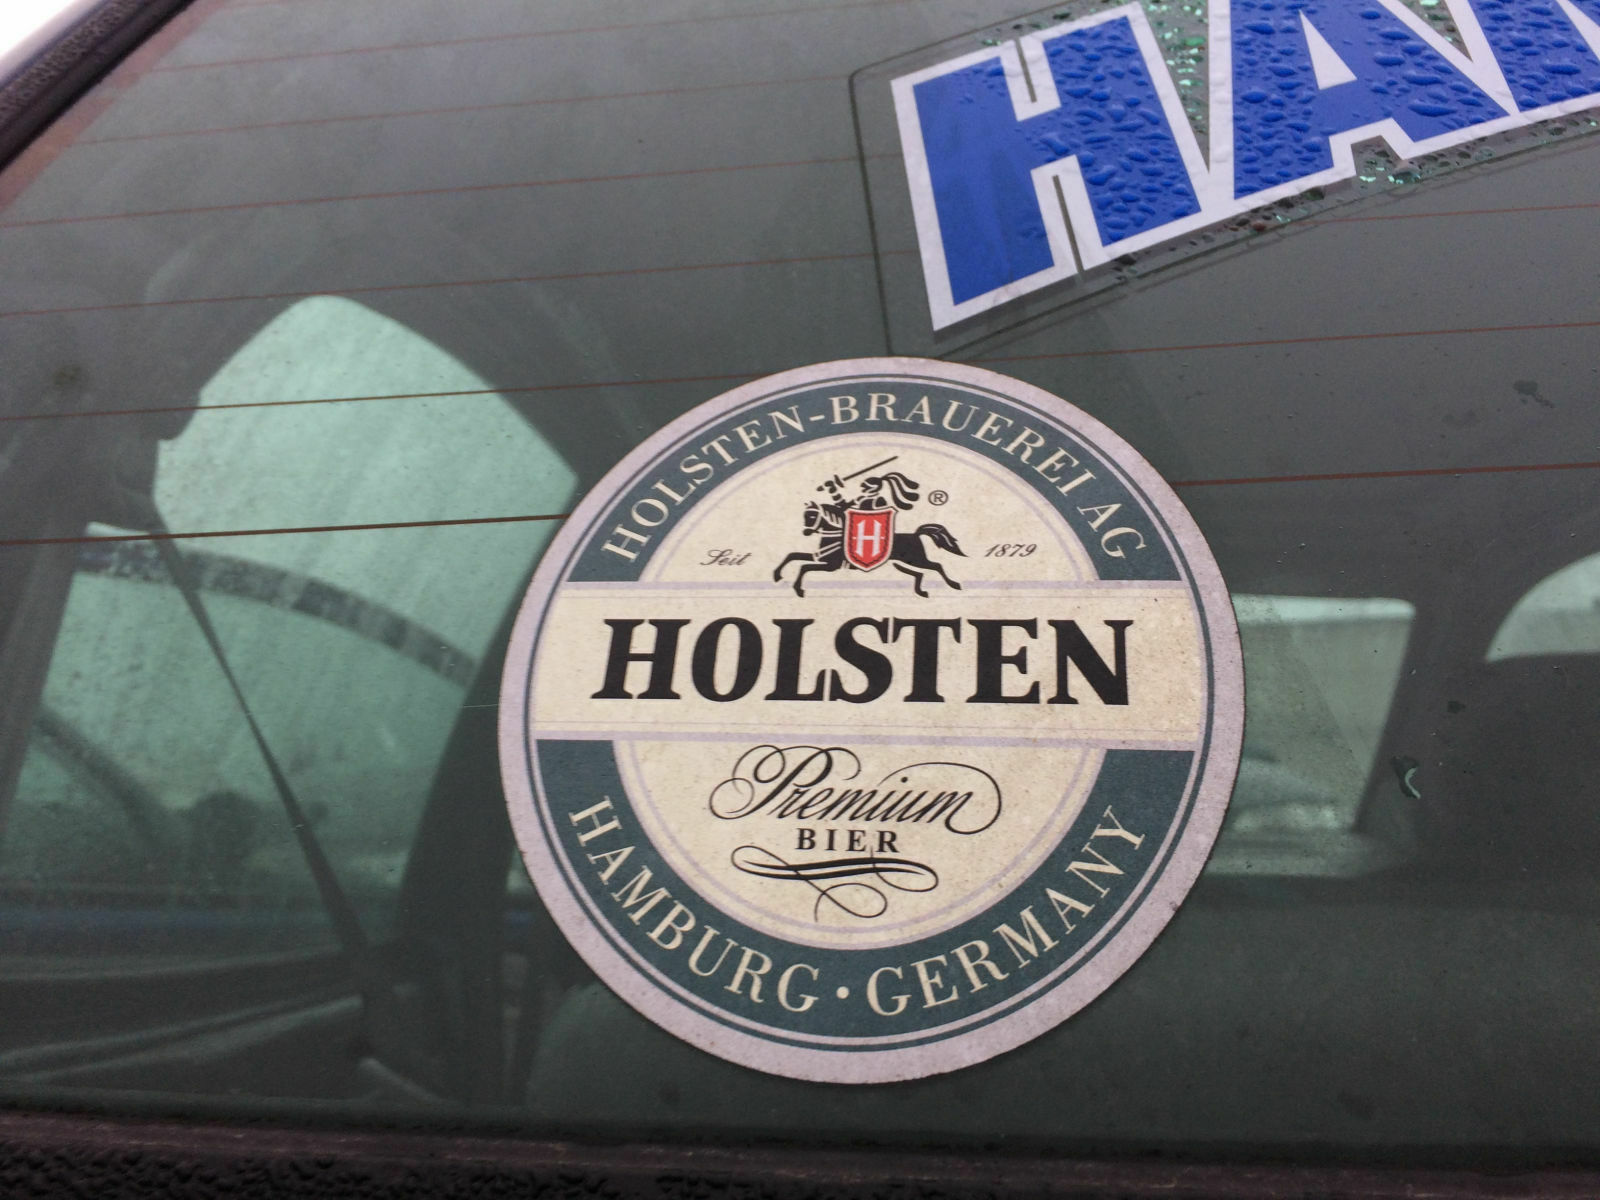 HOLSTEN-BRAUEREI AG
H
®
Seit 1879
HOLSTEN
Premium
BIER
HAMBURG · GERMANY